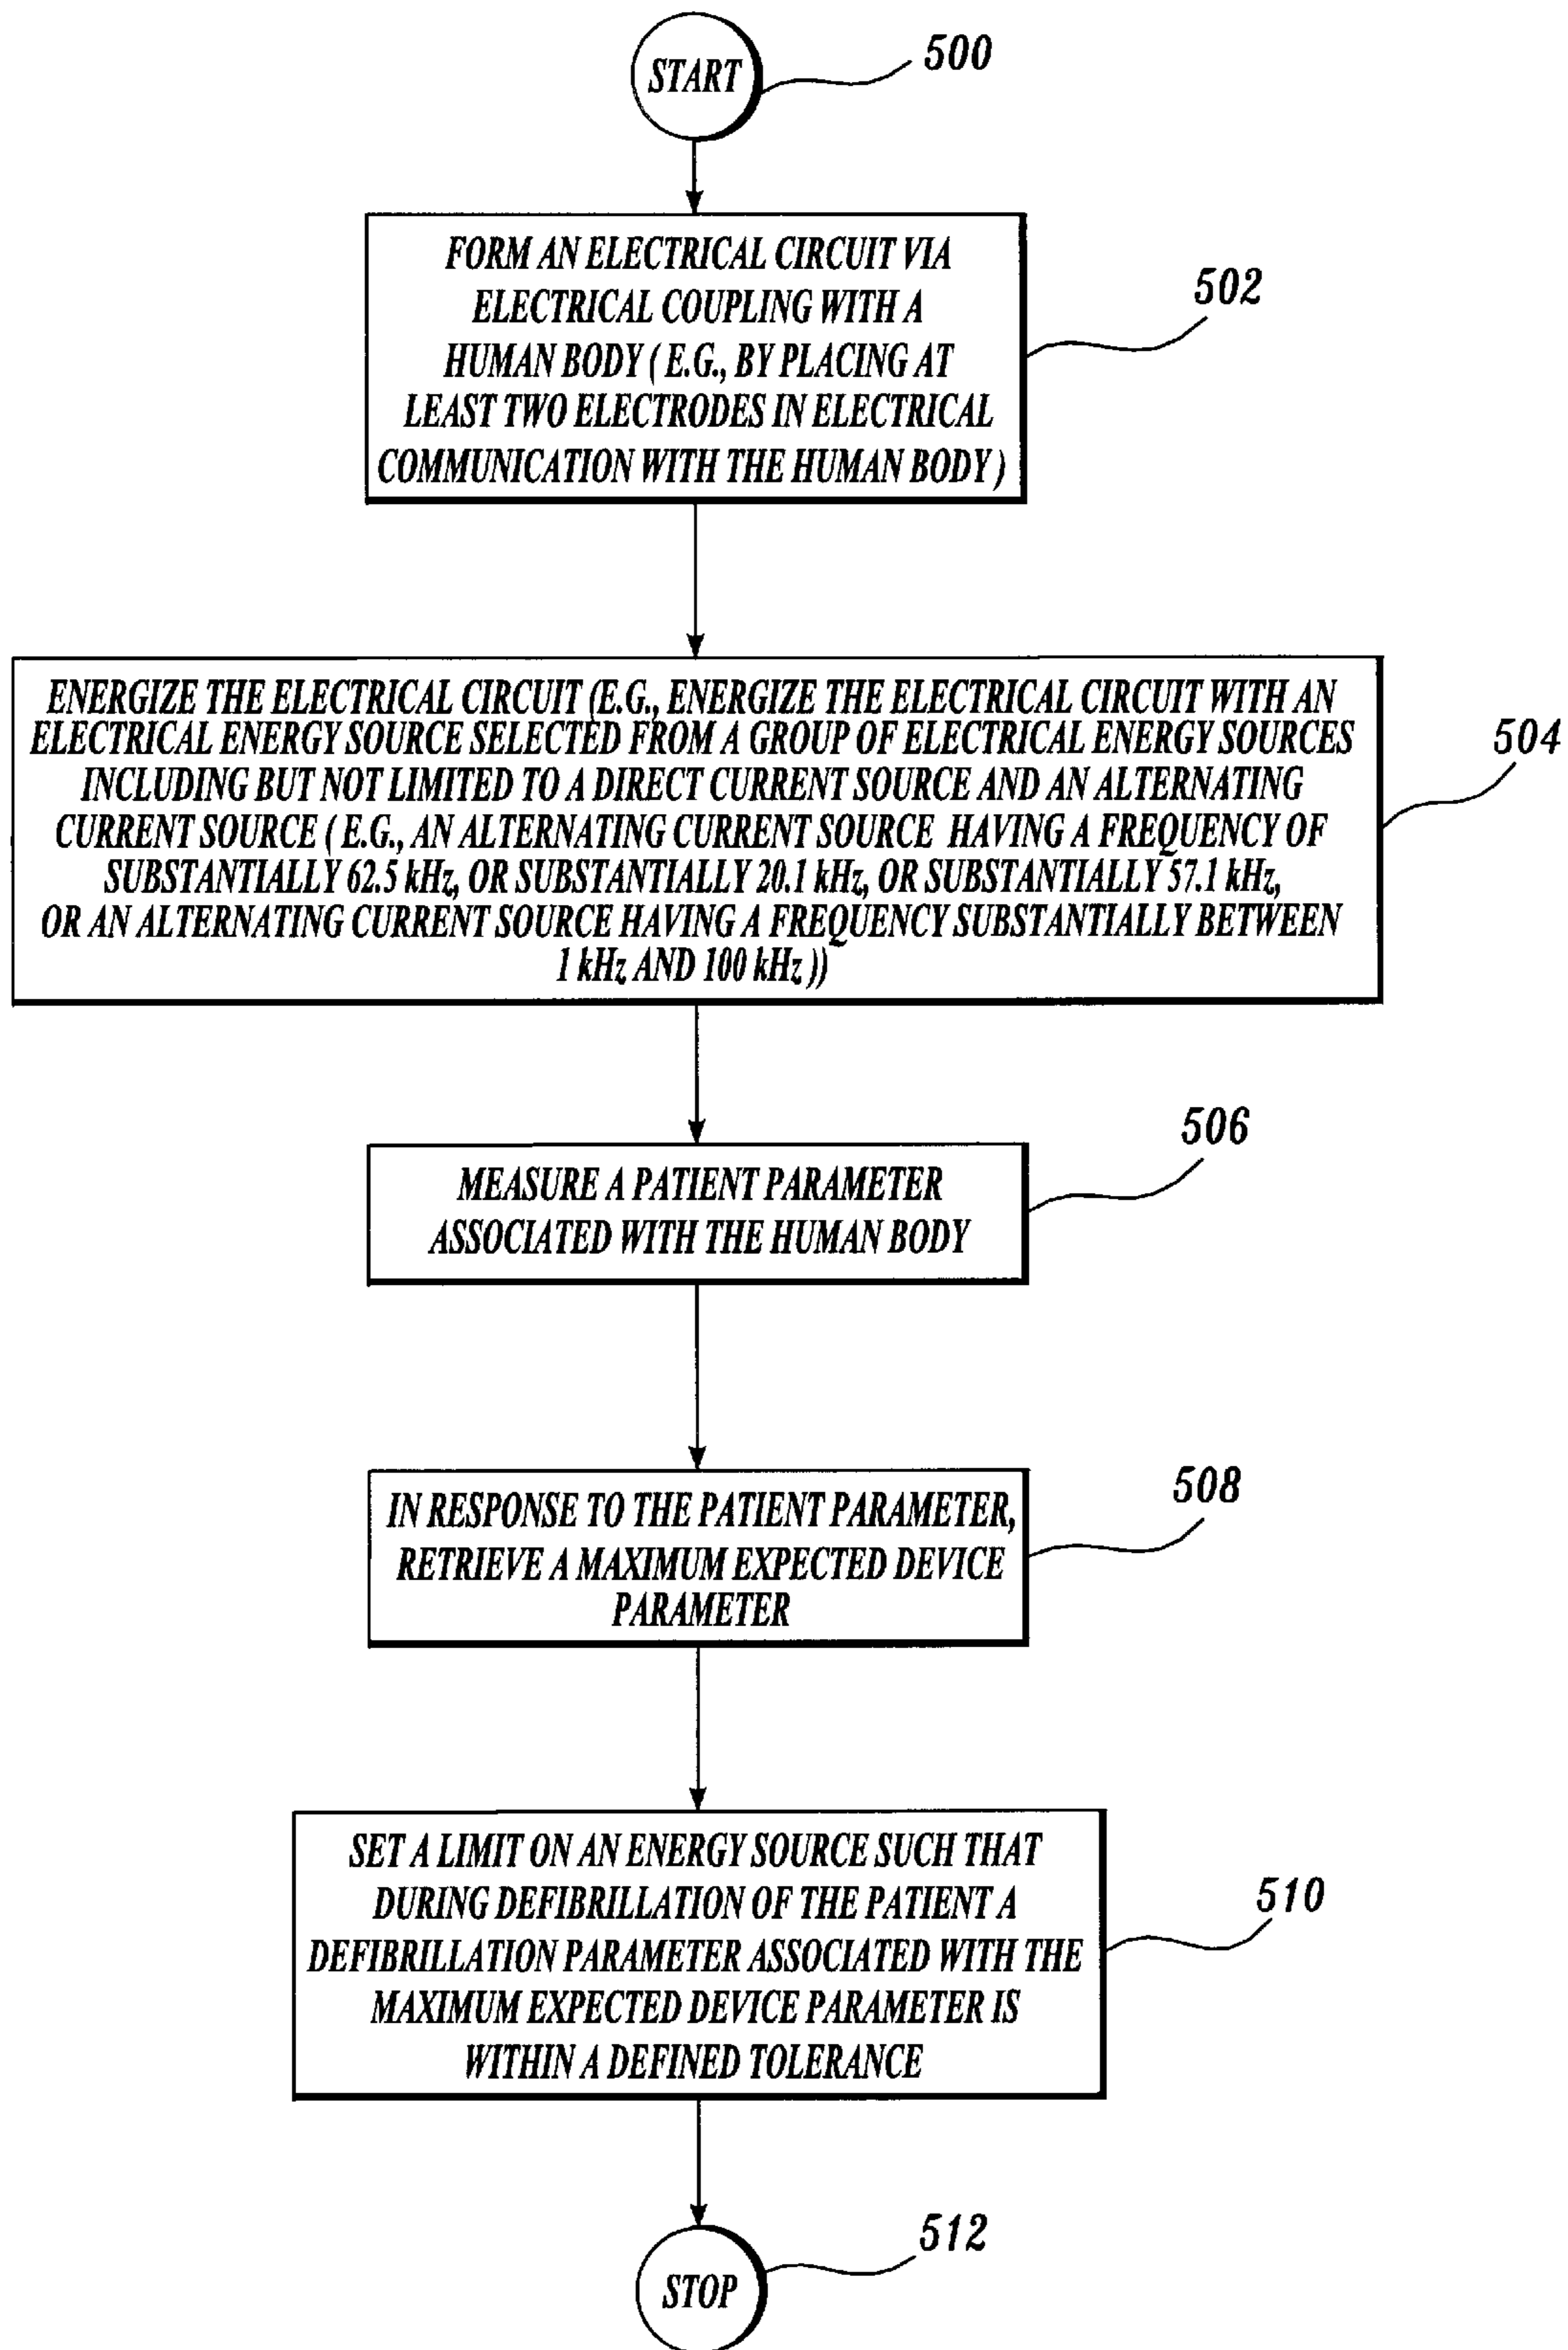 START
500
FORM AN ELECTRICAL CIRCUIT VIA
ELECTRICAL COUPLING WITH A
HUMAN BODY ( E.G., BY PLACING AT
LEAST TWO ELECTRODES IN ELECTRICAL
COMMUNICATION WITH THE HUMAN BODY )
502
ENERGIZE THE ELECTRICAL CIRCUIT (E.G., ENERGIZE THE ELECTRICAL CIRCUIT WITH AN
ELECTRICAL ENERGY SOURCE SELECTED FROM A GROUP OF ELECTRICAL ENERGY SOURCES
INCLUDING BUT NOT LIMITED TO A DIRECT CURRENT SOURCE AND AN ALTERNATING
CURRENT SOURCE ( E.G., AN ALTERNATING CURRENT SOURCE HAVING A FREQUENCY OF
SUBSTANTIALLY 62.5 kHz, OR SUBSTANTIALLY 20.1 kHz, OR SUBSTANTIALLY 57.1 kHz,
OR AN ALTERNATING CURRENT SOURCE HAVING A FREQUENCY SUBSTANTIALLY BETWEEN
1 kHz AND 100 kHz ))
504
MEASURE A PATIENT PARAMETER
ASSOCIATED WITH THE HUMAN BODY
506
IN RESPONSE TO THE PATIENT PARAMETER,
RETRIEVE A MAXIMUM EXPECTED DEVICE
PARAMETER
508
SET A LIMIT ON AN ENERGY SOURCE SUCH THAT
DURING DEFIBRILLATION OF THE PATIENT A
DEFIBRILLATION PARAMETER ASSOCIATED WITH THE
MAXIMUM EXPECTED DEVICE PARAMETER IS
WITHIN A DEFINED TOLERANCE
510
STOP
512